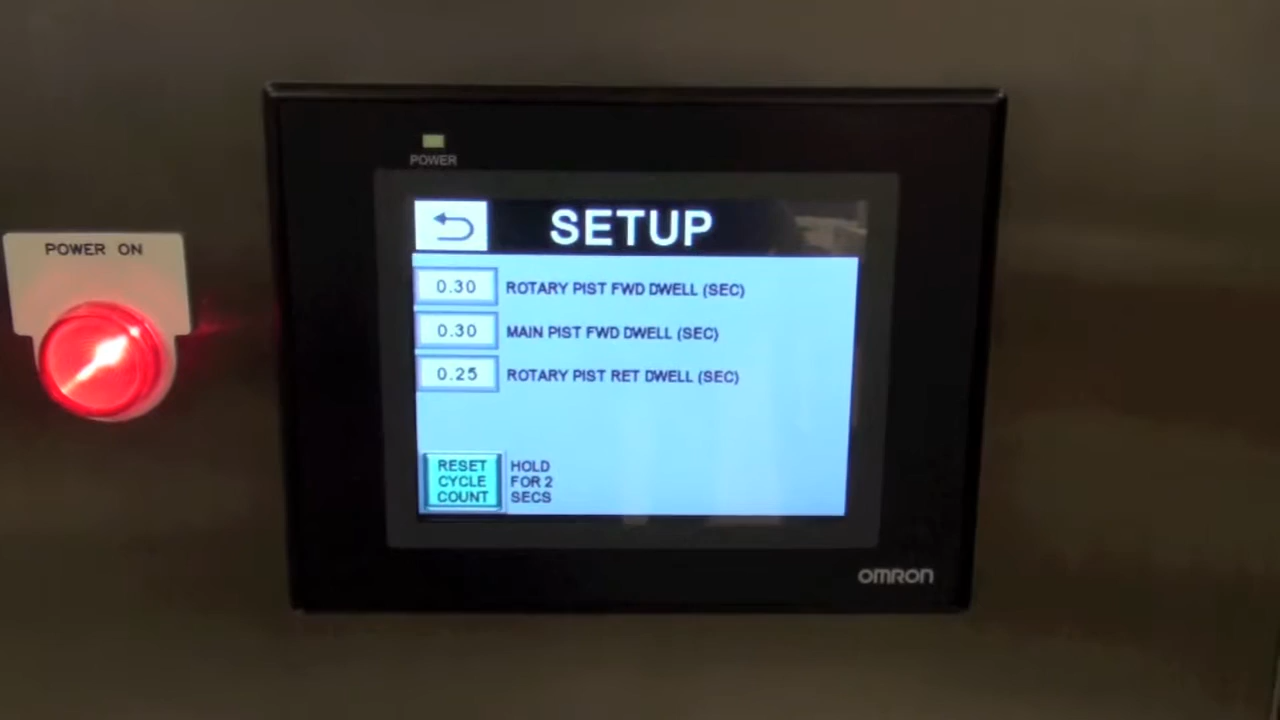 POWER
SETUP
POWER ON
0.30 ROTARY PIST FWD DWELL (SEC)
0.30 MAIN PIST FWD DWELL (SEC)
0.25 ROTARY PIST RET DWELL (SEC)
RESET CYCLE COUNT
HOLD FOR 2 SECS
OMRON